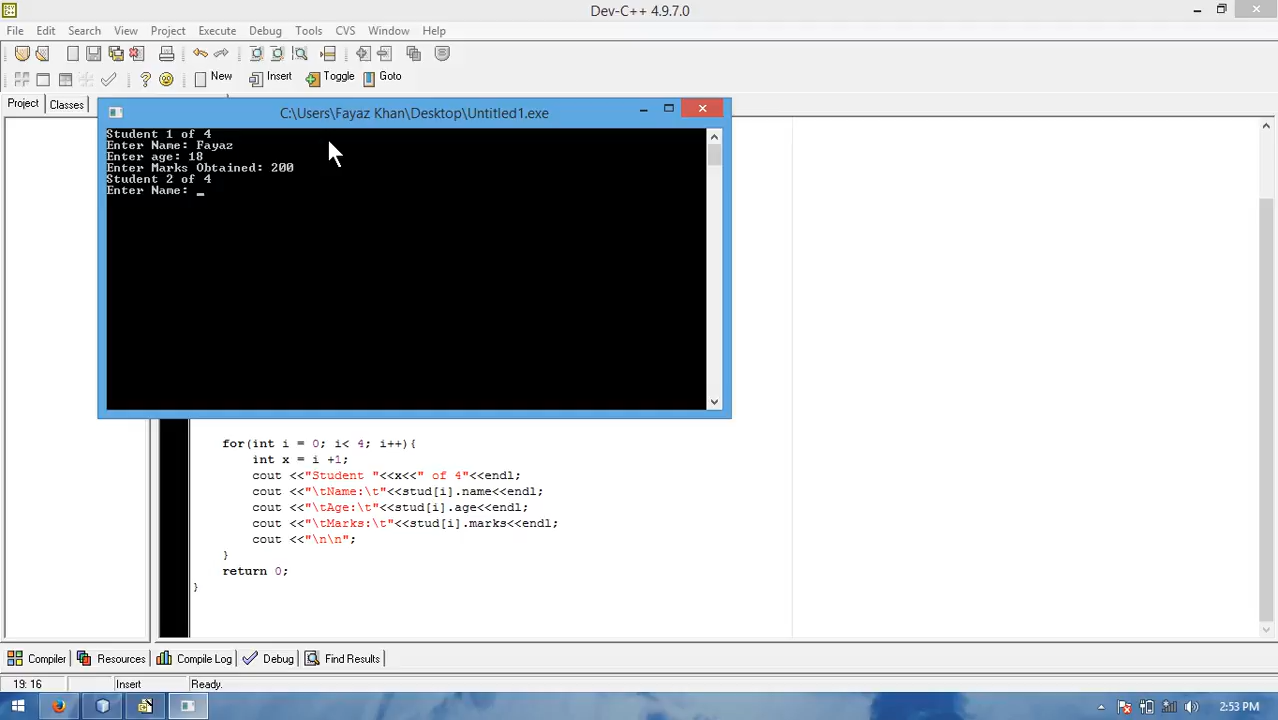 Dev-C++ 4.9.7.0
File Edit Search View Project Execute Debug Tools CVS Window Help
New Insert Toggle Goto
Project Classes
C:\Users\Fayaz Khan\Desktop\Untitled1.exe
Student 1 of 4
Enter Name: Fayaz
Enter age: 18
Enter Marks Obtained: 200
Student 2 of 4
Enter Name: _
for(int i = 0; i< 4; i++){
int x = i +1;
cout <<"Student "<<x<<" of 4"<<endl;
cout <<"\tName:\t"<<stud[i].name<<endl;
cout <<"\tAge:\t"<<stud[i].age<<endl;
cout <<"\tMarks:\t"<<stud[i].marks<<endl;
cout <<"\n\n";
}
return 0;
}
Compiler Resources Compile Log Debug Find Results
19: 16 Insert Ready.
2:53 PM